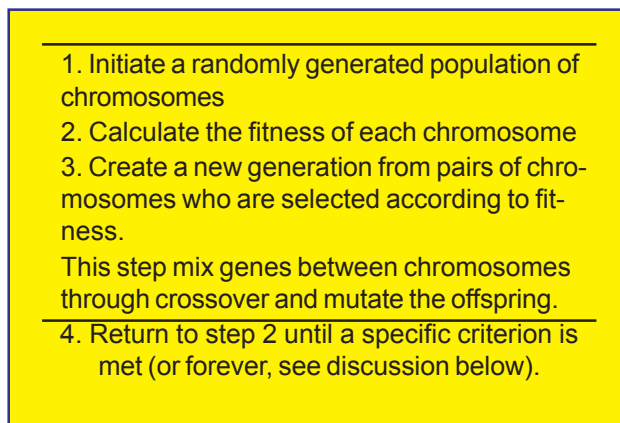 1. Initiate a randomly generated population of
chromosomes
2. Calculate the fitness of each chromosome
3. Create a new generation from pairs of chro-
mosomes who are selected according to fit-
ness.
This step mix genes between chromosomes
through crossover and mutate the offspring.
4. Return to step 2 until a specific criterion is
met (or forever, see discussion below).